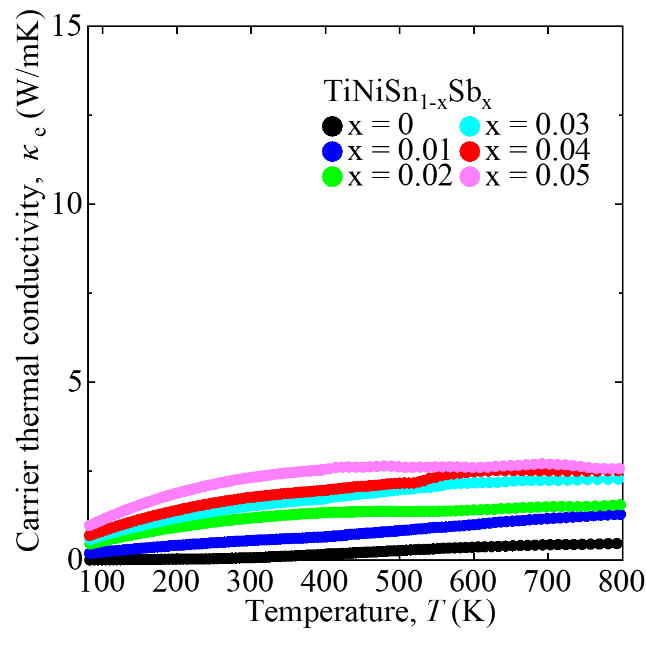 15
10
5
0
Carrier thermal conductivity, κe (W/mK)
TiNiSn1-xSbx
x = 0
x = 0.01
x = 0.02
x = 0.03
x = 0.04
x = 0.05
100 200 300 400 500 600 700 800
Temperature, T (K)